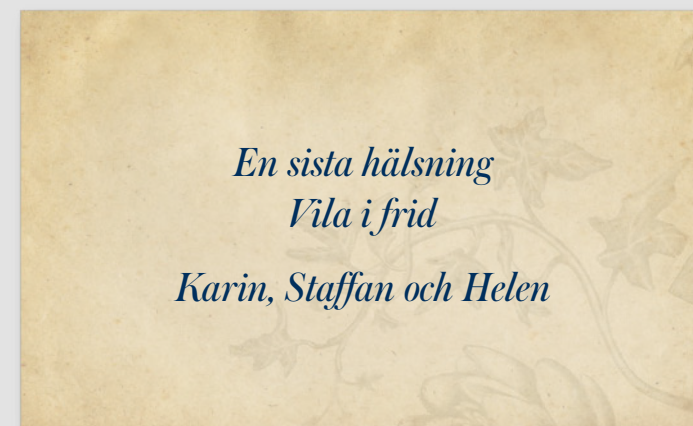 En sista hälsning
Vila i frid
Karin, Staffan och Helen